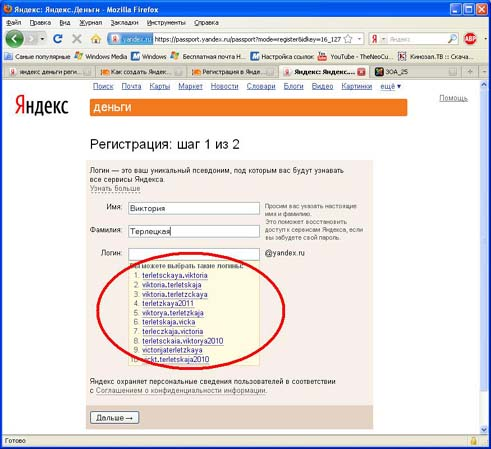 Яндекс: Яндекс.Деньги - Mozilla Firefox
Файл Правка Вид Журнал Закладки Инструменты Справка
yandex.ru https://passport.yandex.ru/passport?mode=register&idkey=16_127 Яндекс
Самые популярные Windows Media Windows Бесплатная почта H... Настройка ссылок YouTube - TheNeoCu... Кинозал.ТВ :: Скача...
яндекс деньги реги... Как создать Яндек... Регистрация в Янде... Яндекс: Яндекс.... ЗОА_25
Поиск Почта Карты Маркет Новости Словари Блоги Видео Картинки ещё
Яндекс деньги Помощь
Регистрация: шаг 1 из 2
Логин — это ваш уникальный псевдоним, под которым вас будут узнавать
все сервисы Яндекса.
Узнать больше
Имя: Виктория
Просим вас указать настоящие
имя и фамилию.
Это поможет восстановить
доступ к сервисам Яндекса, если
вы забудете свой пароль.
Фамилия: Терлецкая
Логин: @yandex.ru
Вы можете выбрать такие логины:
1. terletsckaya.viktoria
2. viktoria.terletskaja
3. viktoria.terletzckaya
4. terletzkaya2011
5. viktorya.terletzkaja
6. terletskaja.vicka
7. terleczkaja.victoria
8. terletsckaia.viktorya2010
9. victorijaterletzkaya
10. vickt.terletskaja2010
Яндекс охраняет персональные сведения пользователей в соответствии
с Соглашением о конфиденциальности информации.
Дальше →
Готово